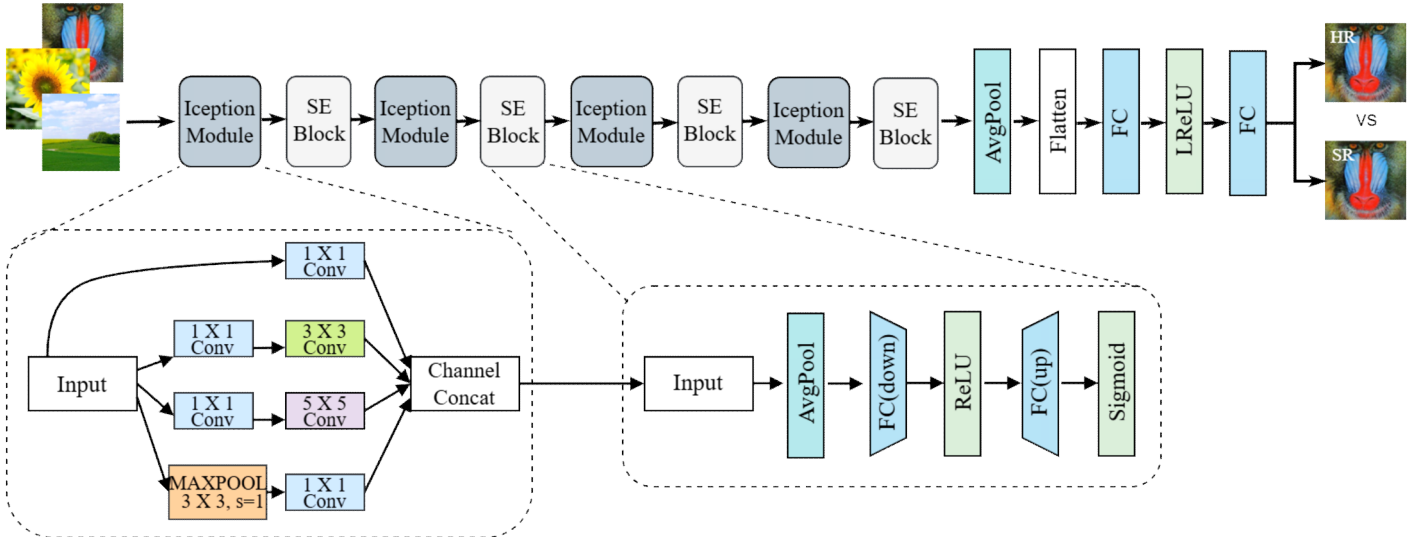 Iception
Module
SE
Block
Iception
Module
SE
Block
Iception
Module
SE
Block
Iception
Module
SE
Block
AvgPool
Flatten
FC
LReLU
FC
HR
VS
SR
Input
1 X 1
Conv
1 X 1
Conv
3 X 3
Conv
1 X 1
Conv
5 X 5
Conv
MAXPOOL
3 X 3, s=1
1 X 1
Conv
Channel
Concat
Input
AvgPool
FC(down)
ReLU
FC(up)
Sigmoid